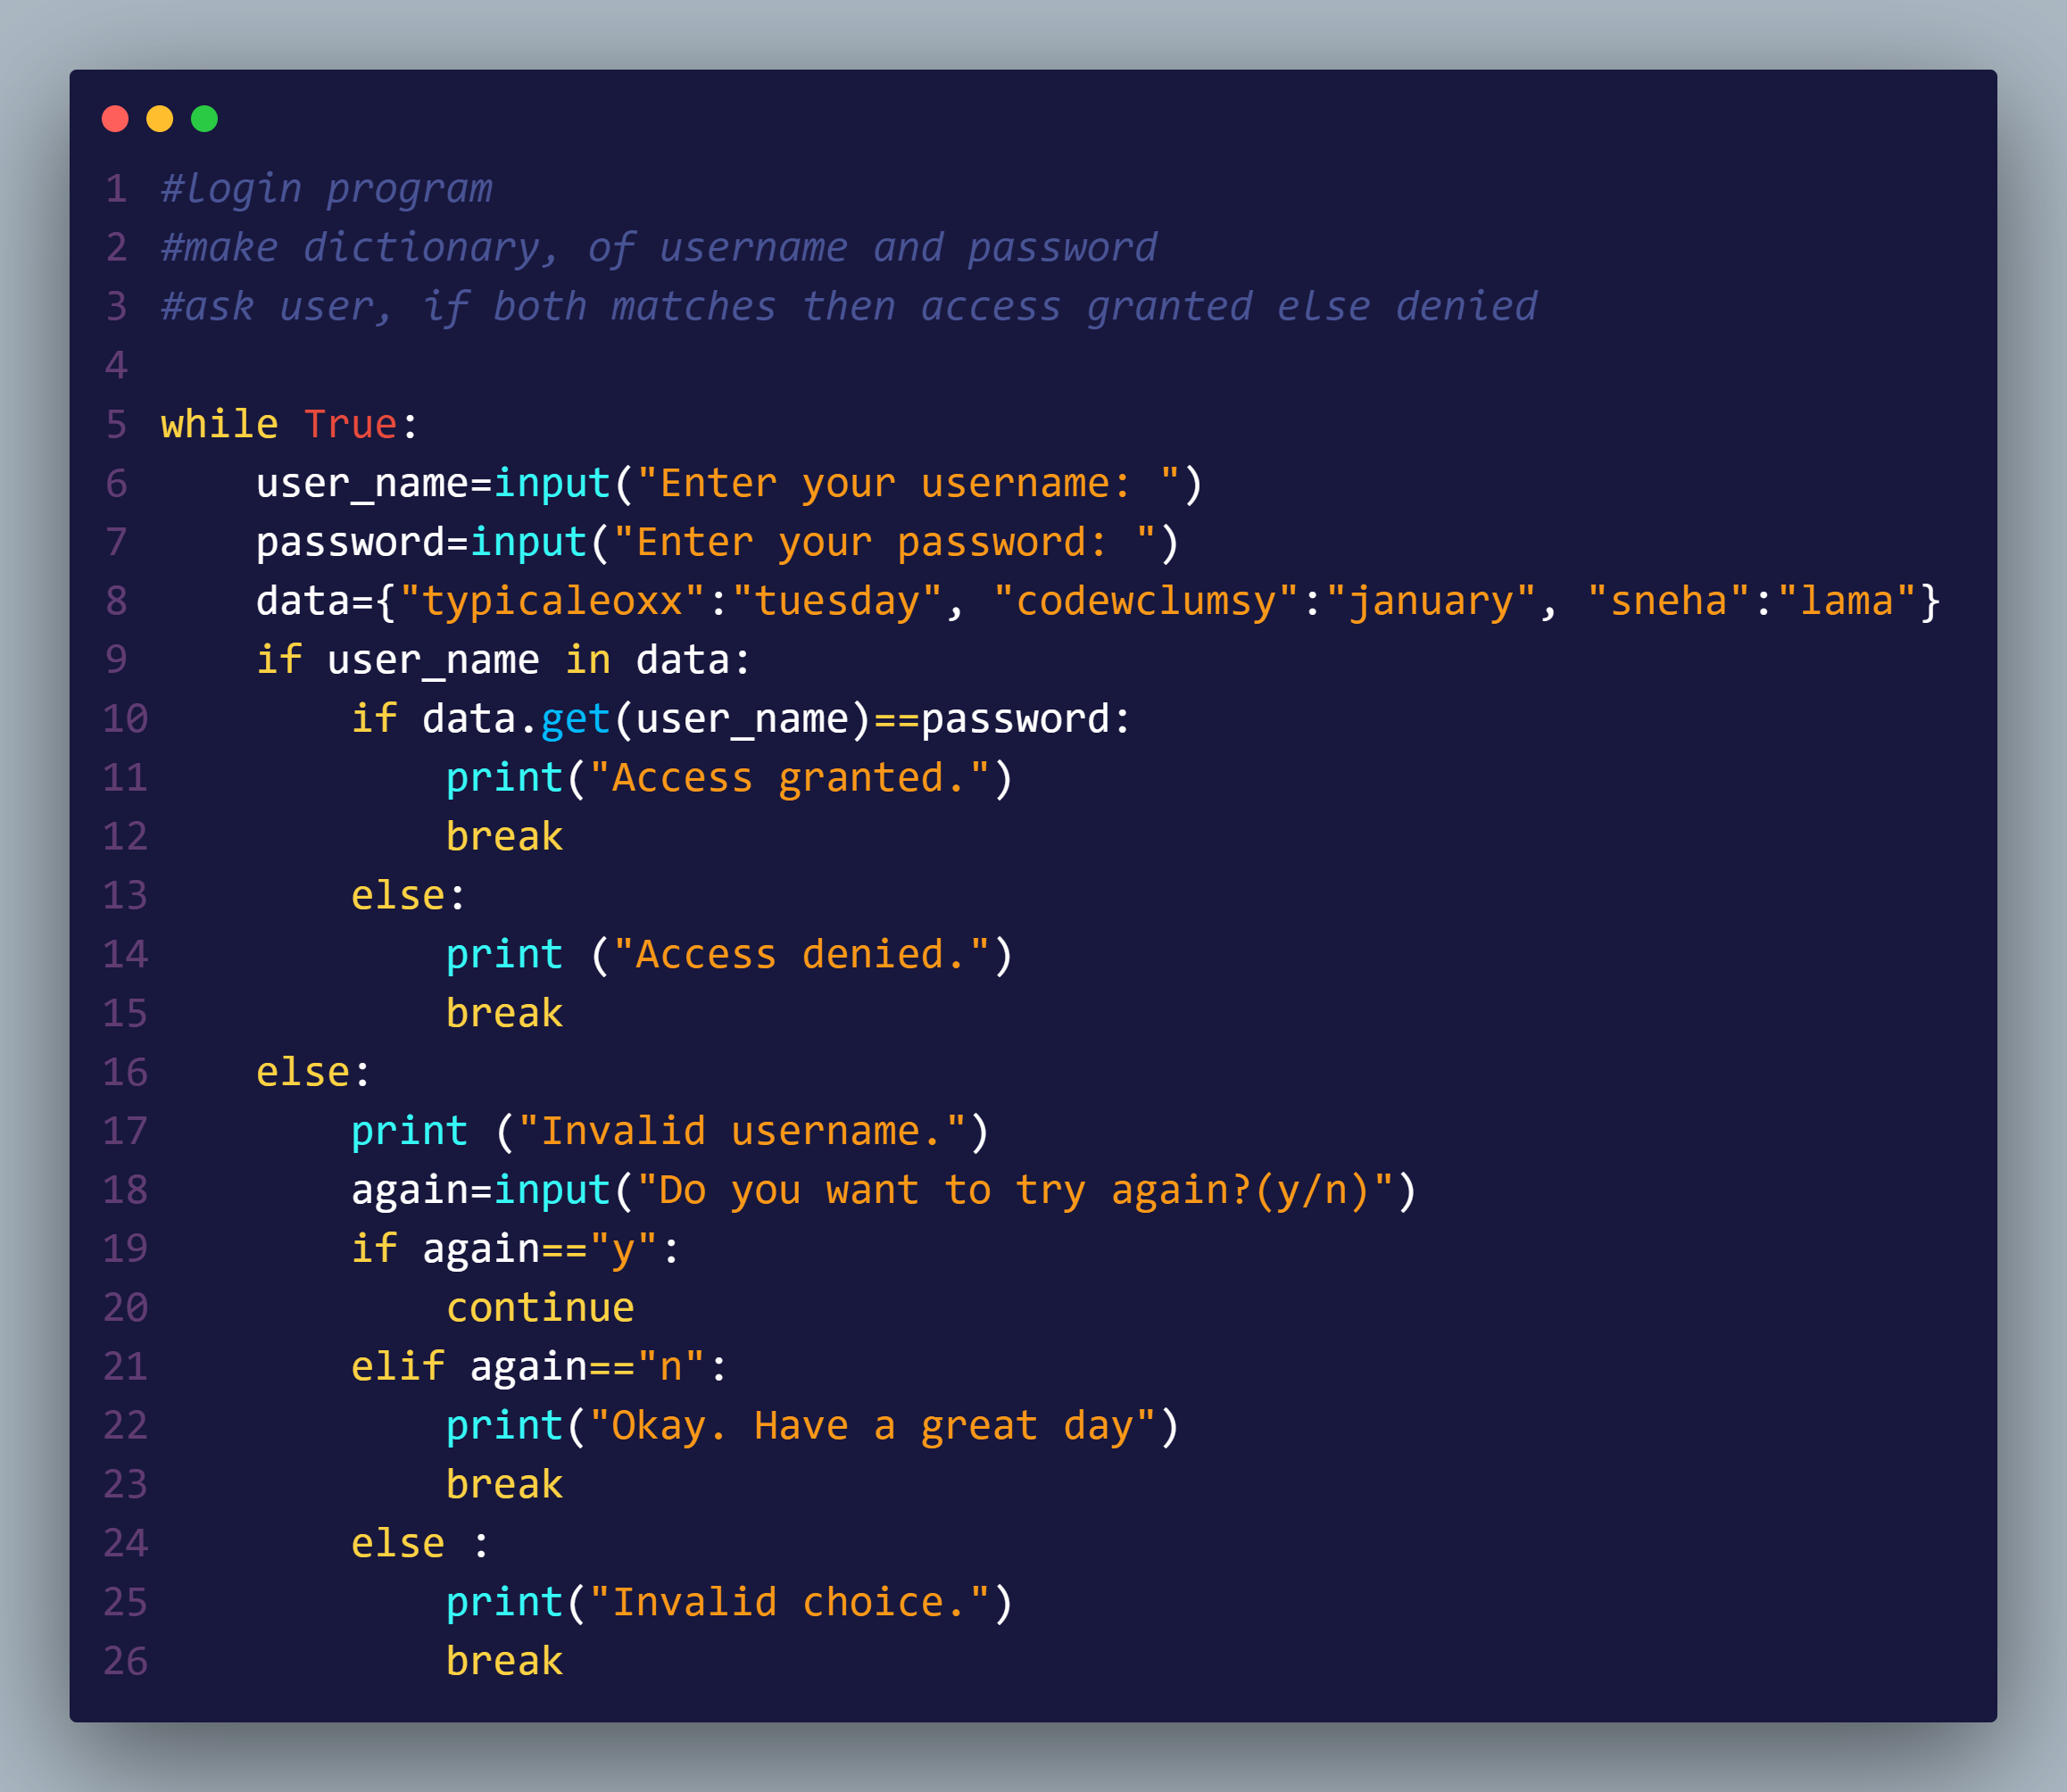 1 #login program
2 #make dictionary, of username and password
3 #ask user, if both matches then access granted else denied
4
5 while True:
6     user_name=input("Enter your username: ")
7     password=input("Enter your password: ")
8     data={"typicaleoxx":"tuesday", "codewclumsy":"january", "sneha":"lama"}
9     if user_name in data:
10         if data.get(user_name)==password:
11             print("Access granted.")
12             break
13         else:
14             print ("Access denied.")
15             break
16     else:
17         print ("Invalid username.")
18         again=input("Do you want to try again?(y/n)")
19         if again=="y":
20             continue
21         elif again=="n":
22             print("Okay. Have a great day")
23             break
24         else :
25             print("Invalid choice.")
26             break